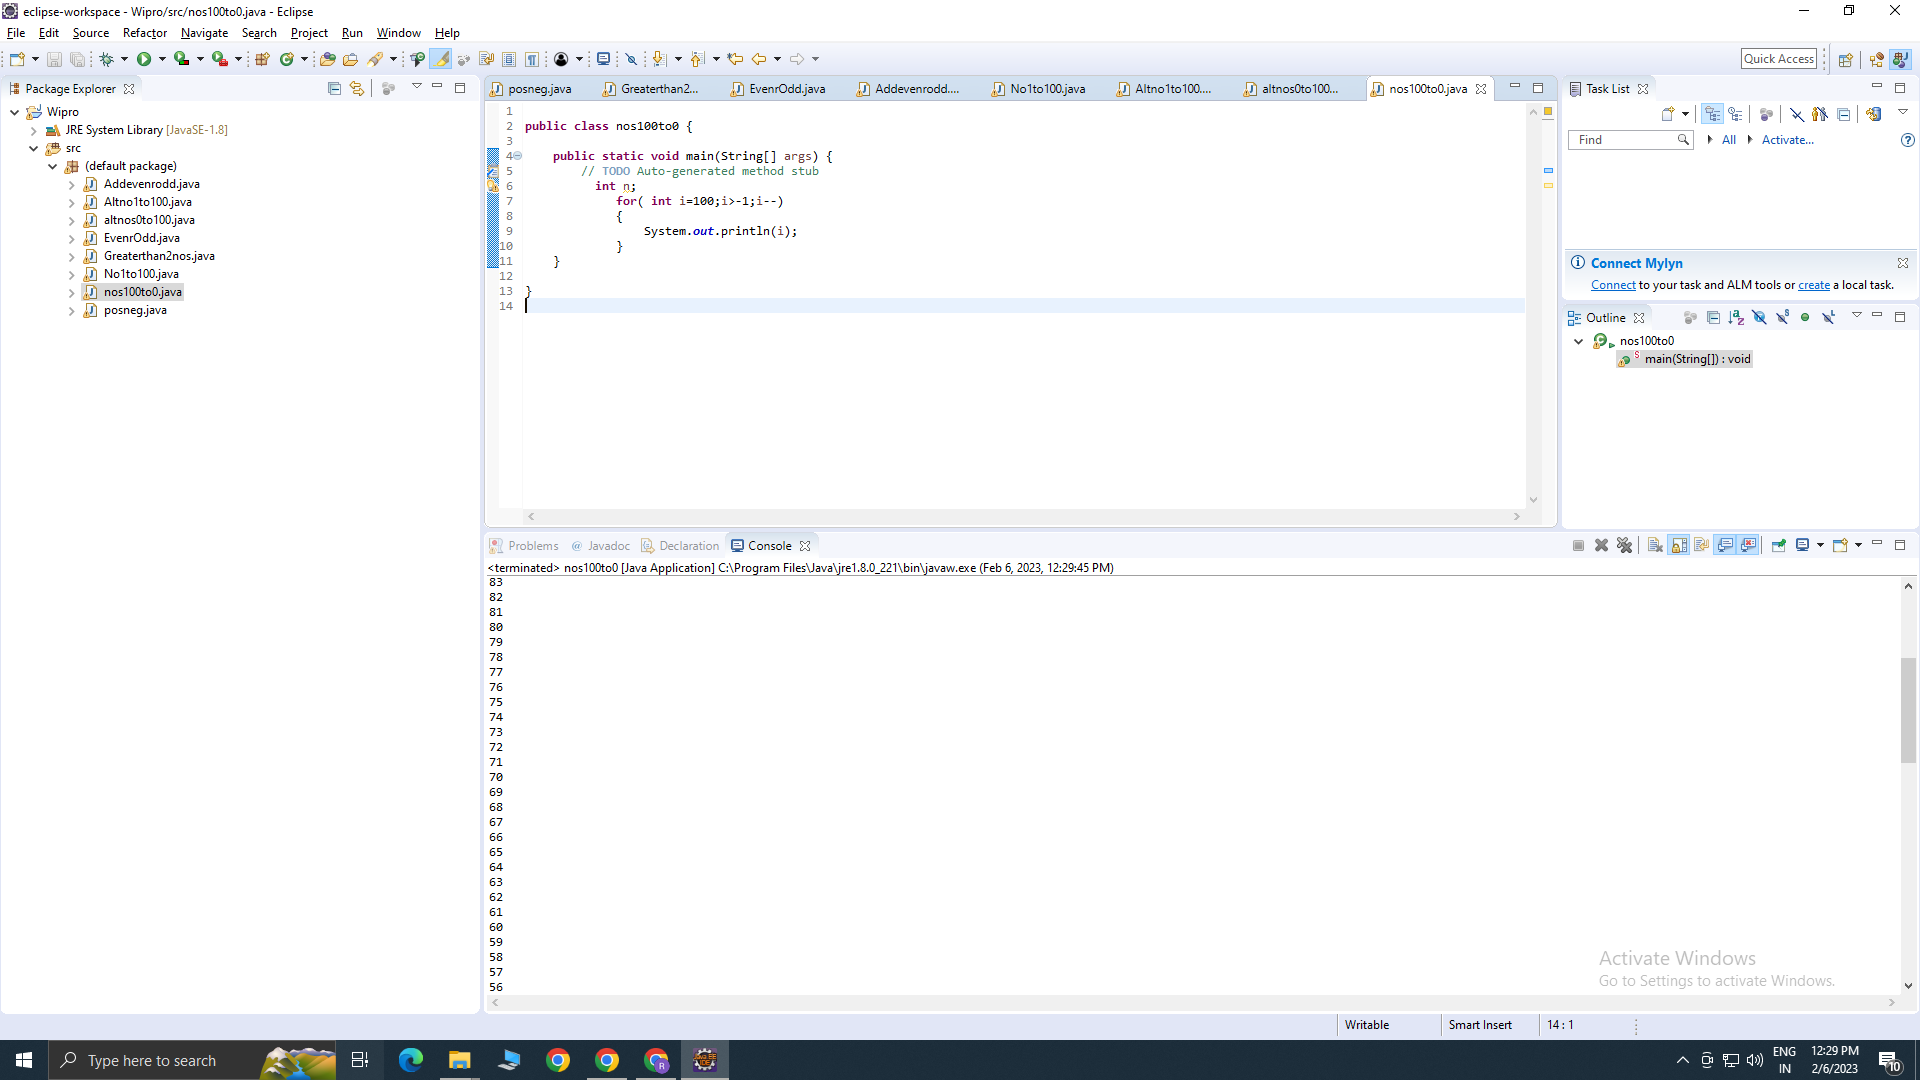 eclipse-workspace - Wipro/src/nos100to0.java - Eclipse
File Edit Source Refactor Navigate Search Project Run Window Help
Quick Access
Package Explorer
Wipro
JRE System Library [JavaSE-1.8]
src
(default package)
Addevenrodd.java
Altno1to100.java
altnos0to100.java
EvenrOdd.java
Greaterthan2nos.java
No1to100.java
nos100to0.java
posneg.java
posneg.java Greaterthan2... EvenrOdd.java Addevenrodd.... No1to100.java Altno1to100.... altnos0to100... nos100to0.java
1
2 public class nos100to0 {
3
4 public static void main(String[] args) {
5 // TODO Auto-generated method stub
6 int n;
7 for( int i=100;i>-1;i--)
8 {
9 System.out.println(i);
10 }
11 }
12
13 }
14
Task List
Find All Activate...
Connect Mylyn
Connect to your task and ALM tools or create a local task.
Outline
nos100to0
main(String[]) : void
Problems @ Javadoc Declaration Console
<terminated> nos100to0 [Java Application] C:\Program Files\Java\jre1.8.0_221\bin\javaw.exe (Feb 6, 2023, 12:29:45 PM)
83
82
81
80
79
78
77
76
75
74
73
72
71
70
69
68
67
66
65
64
63
62
61
60
59
58
57
56
Activate Windows
Go to Settings to activate Windows.
Writable Smart Insert 14 : 1
Type here to search
ENG
IN
12:29 PM
2/6/2023
10